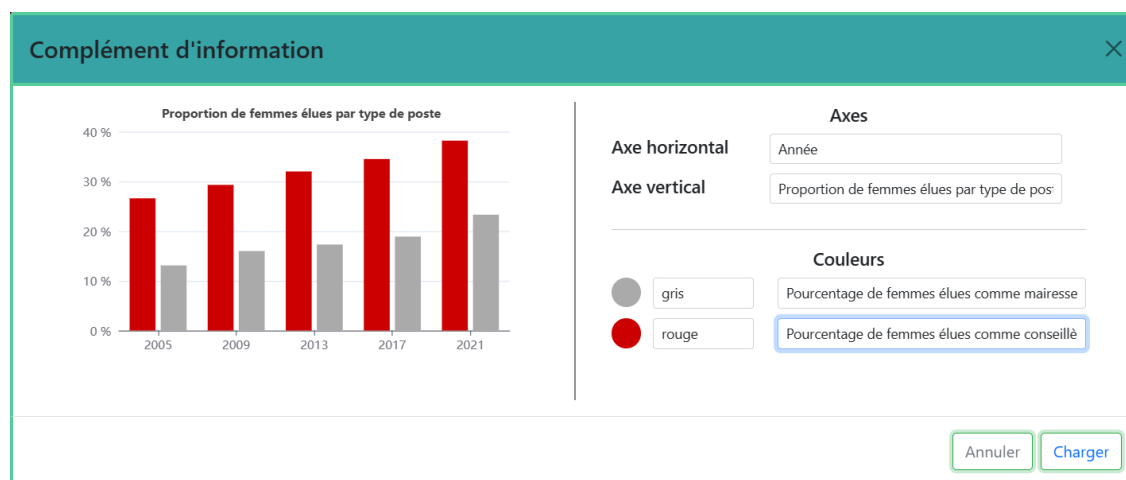 Complément d'information
Proportion de femmes élues par type de poste
40 %
30 %
20 %
10 %
0 %
2005 2009 2013 2017 2021
Axes
Axe horizontal Année
Axe vertical Proportion de femmes élues par type de
Couleurs
gris Pourcentage de femmes élues comme mairesse
rouge Pourcentage de femmes élues comme conseillè
Annuler Charger